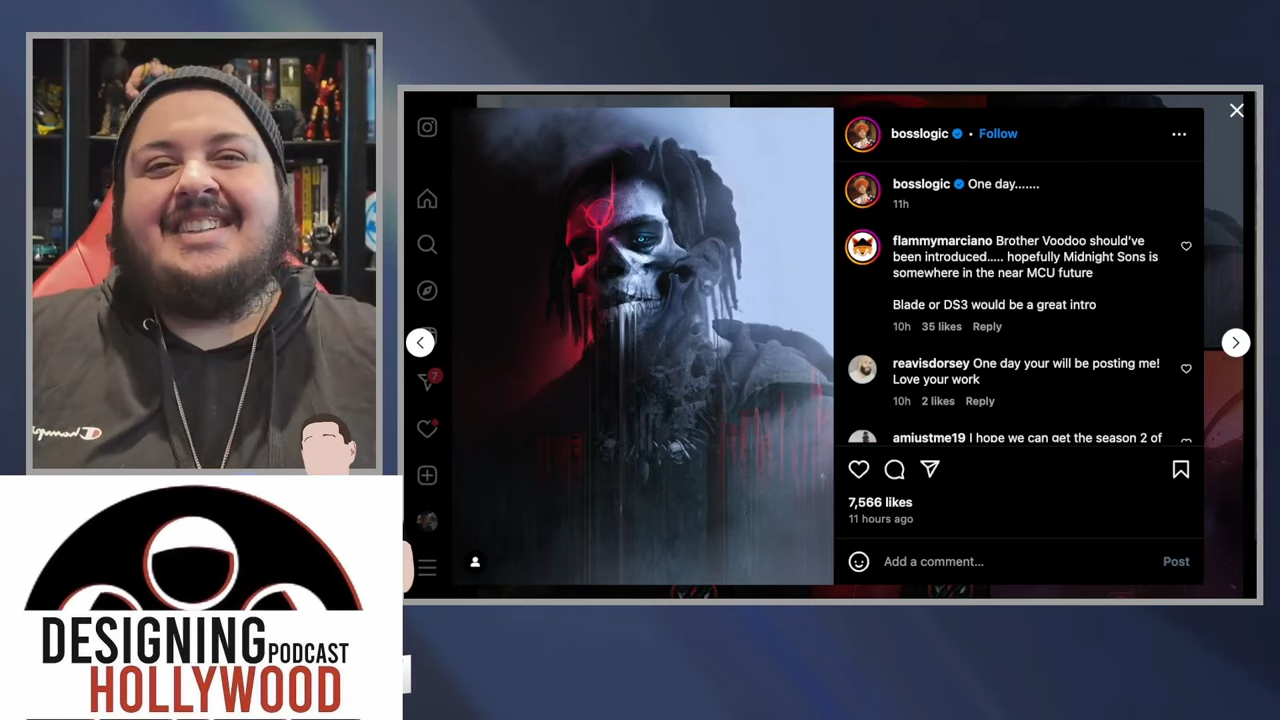 bosslogic • Follow
bosslogic One day.......
11h
flammymarciano Brother Voodoo should've
been introduced..... hopefully Midnight Sons is
somewhere in the near MCU future
Blade or DS3 would be a great intro
10h 35 likes Reply
reavisdorsey One day your will be posting me!
Love your work
10h 2 likes Reply
amiustme19 I hope we can get the season 2 of
7,566 likes
11 hours ago
Add a comment...
Post
7
DESIGNING
PODCAST
HOLLYWOOD